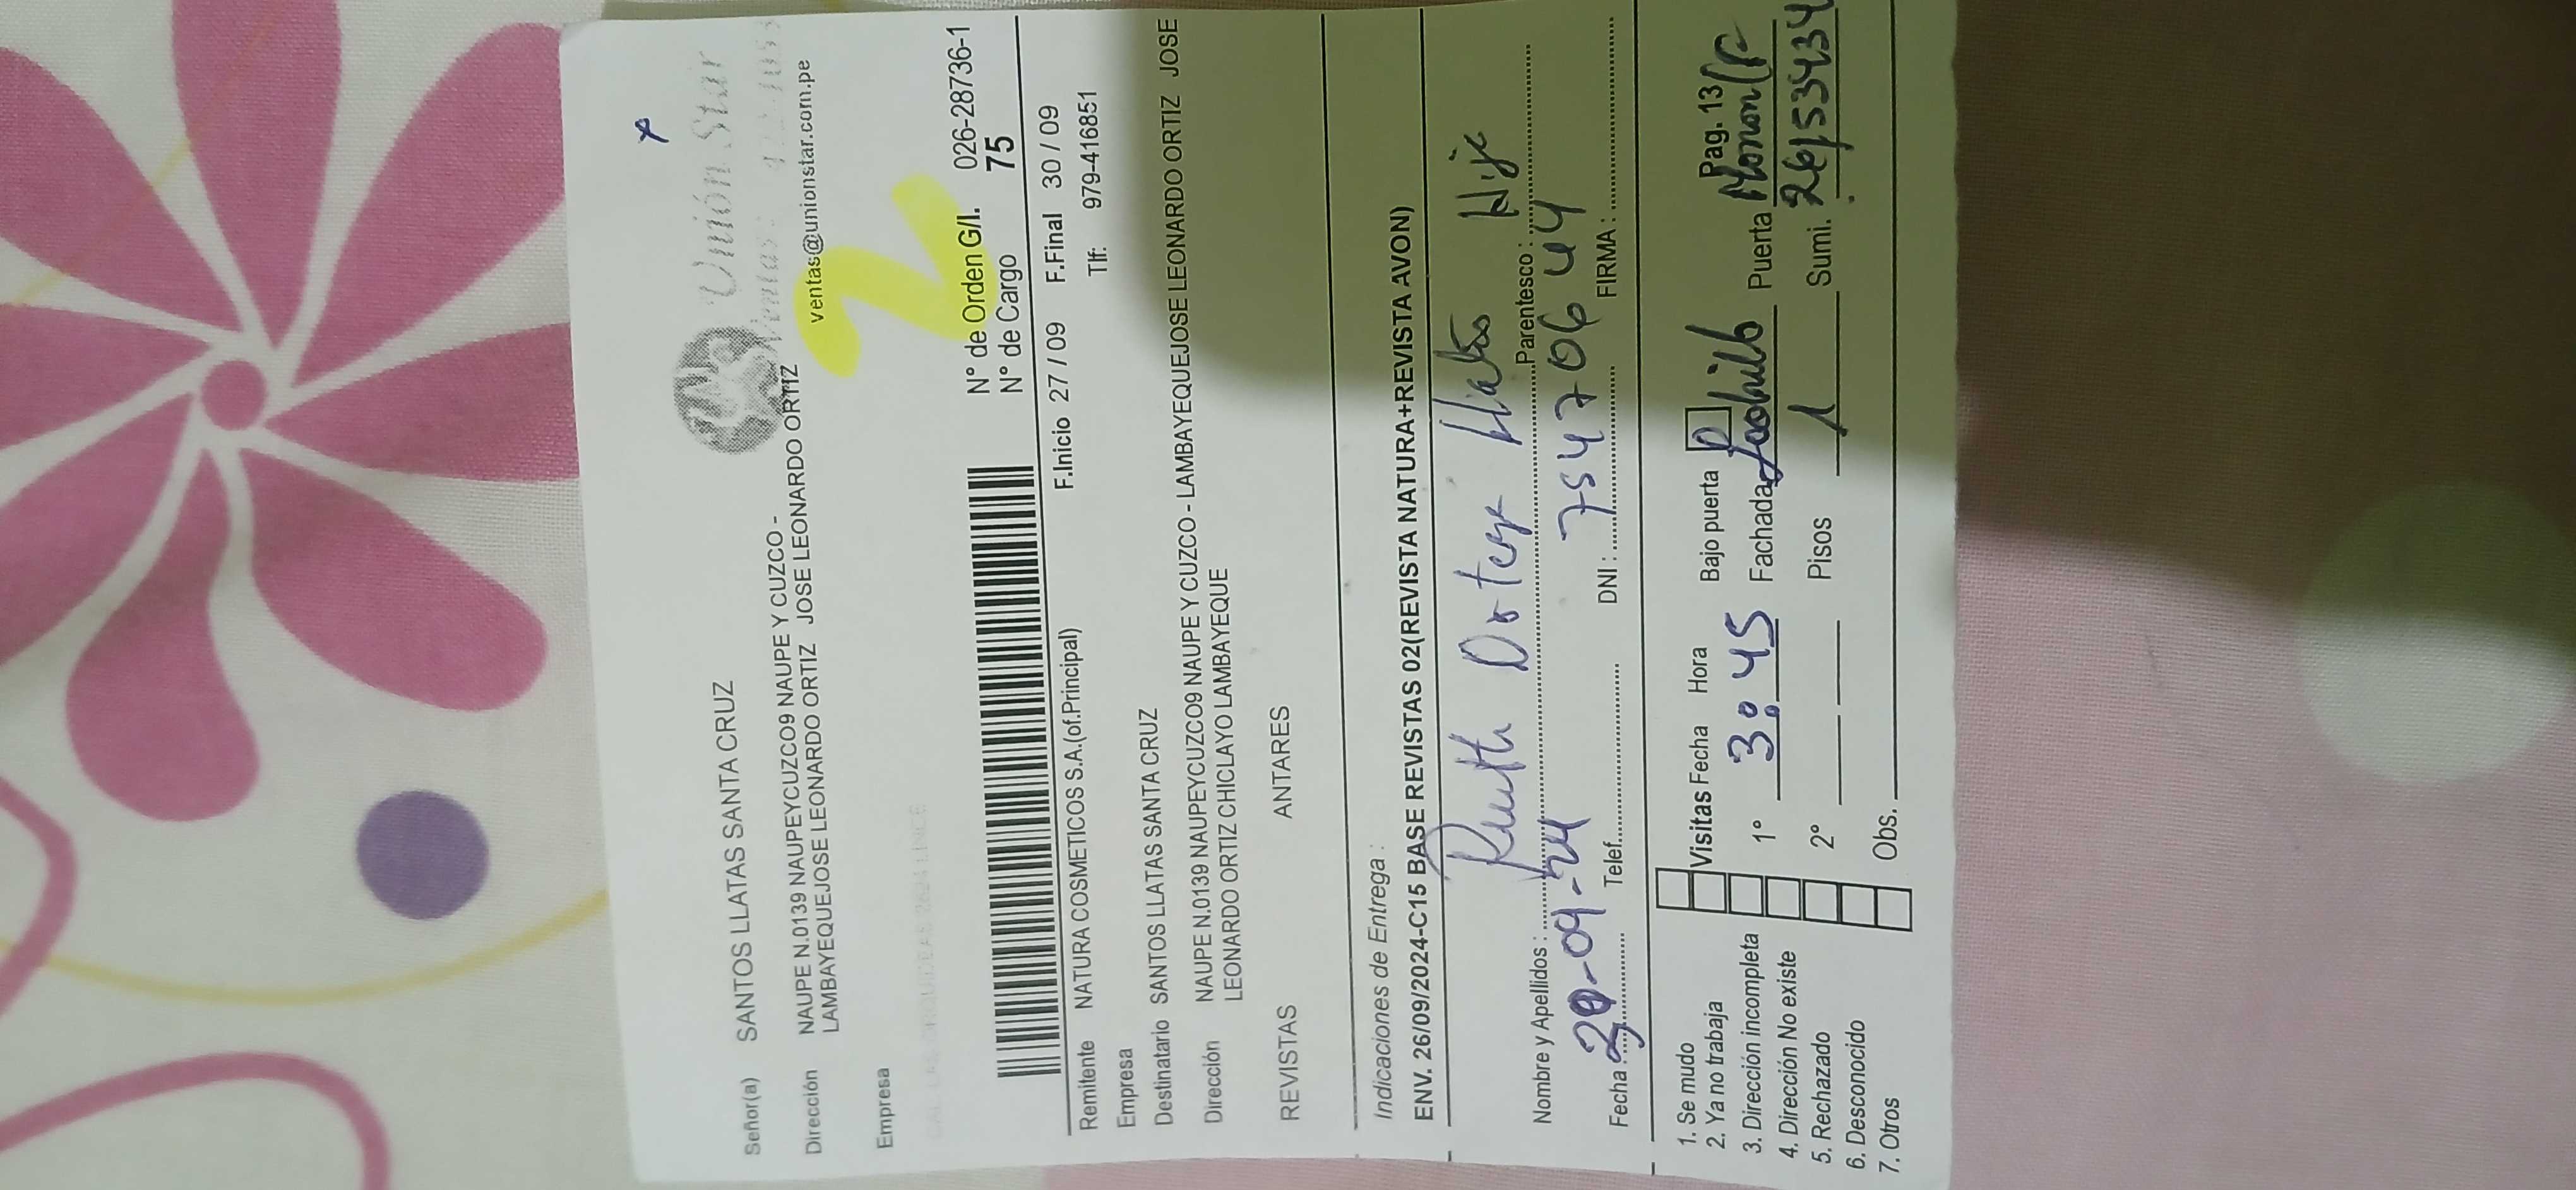 Unión Star
ventas@unionstar.com.pe
Señor(a) SANTOS LLATAS SANTA CRUZ
Dirección NAUPE N.0139 NAUPEYCUZCO9 NAUPE Y CUZCO -
LAMBAYEQUEJOSE LEONARDO ORTIZ JOSE LEONARDO ORTIZ
Empresa
2
N° de Orden G/I. 026-28736-1
N° de Cargo 75
F.Inicio 27 / 09 F.Final 30 / 09
Remitente NATURA COSMETICOS S.A.(of.Principal) Tlf: 979-416851
Empresa
Destinatario SANTOS LLATAS SANTA CRUZ
Dirección NAUPE N.0139 NAUPEYCUZCO9 NAUPE Y CUZCO - LAMBAYEQUEJOSE LEONARDO ORTIZ JOSE
LEONARDO ORTIZ CHICLAYO LAMBAYEQUE
REVISTAS ANTARES
Indicaciones de Entrega :
ENV. 26/09/2024-C15 BASE REVISTAS 02(REVISTA NATURA+REVISTA AVON)
Nombre y Apellidos : Llatas Parentesco : Hijo
Fecha : -09-24 Telef. DNI : 75470644 FIRMA :
1. Se mudo
2. Ya no trabaja
3. Dirección incompleta
4. Dirección No existe
5. Rechazado
6. Desconocido
7. Otros
Visitas Fecha Hora Bajo puerta Pag. 13
1° 3:45 Fachada Ladrillo Puerta Marron
2° Pisos 1 Sumi. 26153434
Obs.